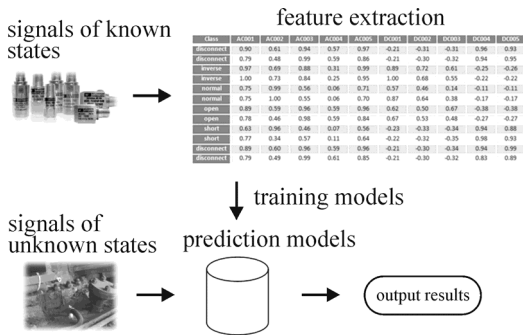 signals of known
states
feature extraction
Class AC001 AC002 AC003 AC004 AC005 DC001 DC002 DC003 DC004 DC005
disconnect 0.90 0.61 0.94 0.57 0.97 -0.21 -0.31 -0.31 0.96 0.93
disconnect 0.79 0.48 0.99 0.59 0.86 -0.21 -0.30 -0.32 0.94 0.95
Inverse 0.97 0.69 0.88 0.31 0.99 0.89 0.72 0.61 -0.25 -0.26
Inverse 1.00 0.73 0.84 0.25 0.95 1.00 0.68 0.55 -0.22 -0.22
normal 0.75 0.99 0.56 0.06 0.71 0.57 0.46 0.14 -0.11 -0.11
normal 0.75 1.00 0.55 0.06 0.70 0.87 0.64 0.38 -0.17 -0.17
open 0.89 0.59 0.96 0.59 0.96 0.62 0.50 0.67 -0.38 -0.38
open 0.78 0.46 0.98 0.59 0.84 0.67 0.53 0.48 -0.27 -0.27
short 0.63 0.96 0.46 0.07 0.56 -0.23 -0.33 -0.34 0.94 0.88
short 0.77 0.34 0.57 0.11 0.64 -0.22 -0.32 -0.35 0.98 0.93
disconnect 0.89 0.60 0.96 0.59 0.96 -0.21 -0.30 -0.34 0.94 0.99
disconnect 0.79 0.49 0.99 0.61 0.85 -0.21 -0.30 -0.32 0.83 0.89
training models
signals of
unknown states
prediction models
output results